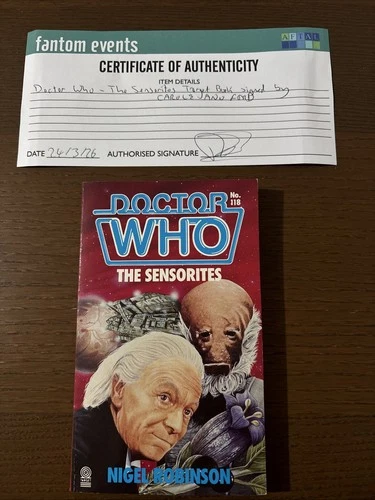 fantom events
AFTAK
CERTIFICATE OF AUTHENTICITY
ITEM DETAILS
Doctor Who - The Sensorites Target Book signed by
CAROLE ANN FORD
DATE 24/3/26 AUTHORISED SIGNATURE
DOCTOR
No. 118
WHO
THE SENSORITES
NIGEL ROBINSON